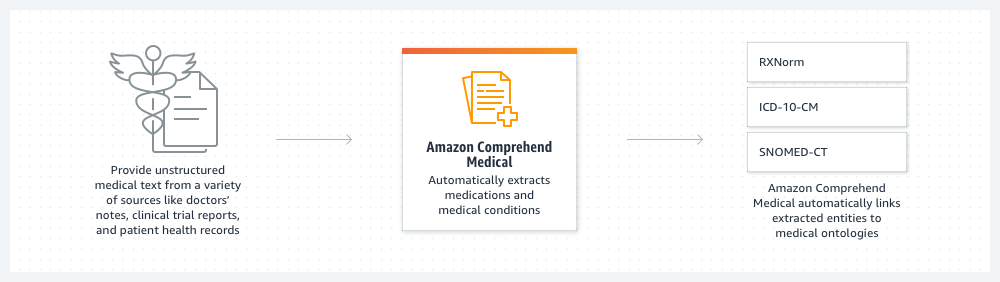 Provide unstructured
medical text from a variety
of sources like doctors'
notes, clinical trial reports,
and patient health records
Amazon Comprehend
Medical
Automatically extracts
medications and
medical conditions
RXNorm
ICD-10-CM
SNOMED-CT
Amazon Comprehend
Medical automatically links
extracted entities to
medical ontologies